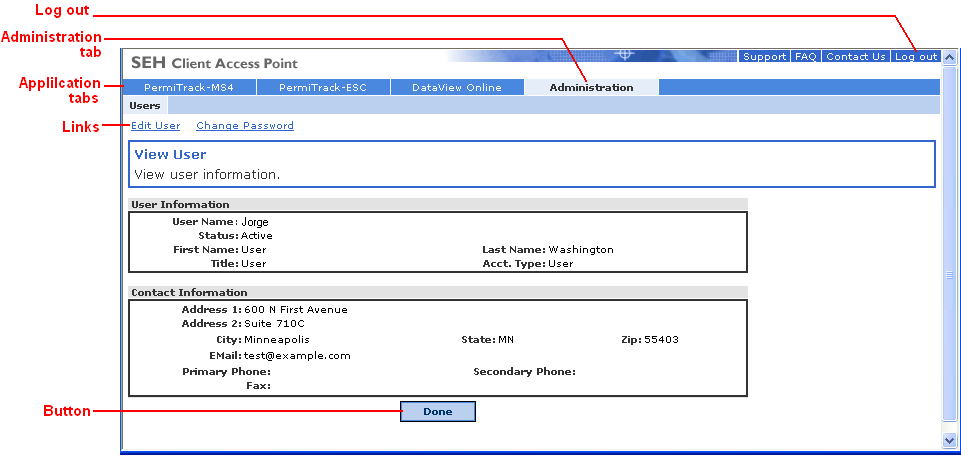 Log out
Administration
tab
Appliilcation
tabs
Links
Button
SEH Client Access Point
Support FAQ Contact Us Log out
PermiTrack-MS4 PermiTrack-ESC DataView Online Administration
Users
Edit User Change Password
View User
View user information.
User Information
User Name: Jorge
Status: Active
First Name: User Last Name: Washington
Title: User Acct. Type: User
Contact Information
Address 1: 600 N First Avenue
Address 2: Suite 710C
City: Minneapolis State: MN Zip: 55403
EMail: test@example.com
Primary Phone: Secondary Phone:
Fax:
Done